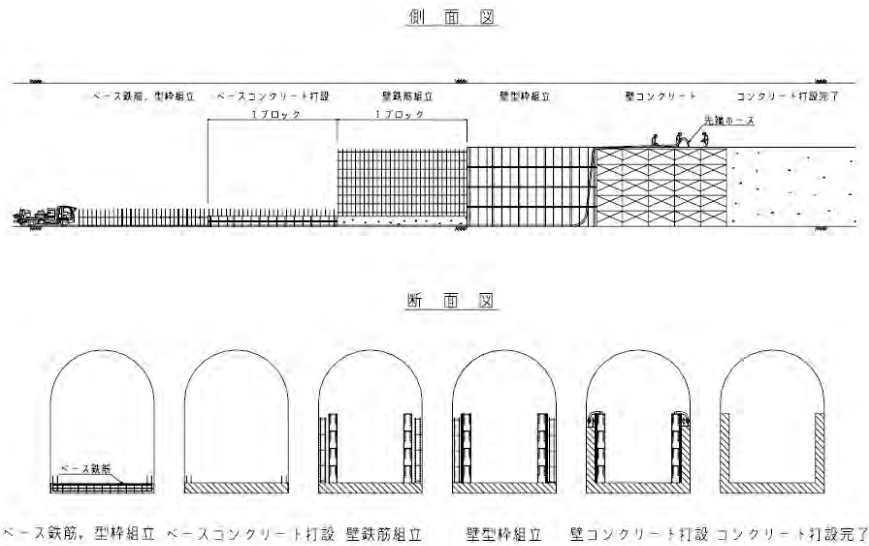 側面図
ベース鉄筋,型枠組立 ベースコンクリート打設 壁鉄筋組立 壁型枠組立 壁コンクリート コンクリート打設完了
1ブロック 1ブロック 先端ホース
断面図
ベース鉄筋
ベース鉄筋,型枠組立 ベースコンクリート打設 壁鉄筋組立 壁型枠組立 壁コンクリート打設 コンクリート打設完了